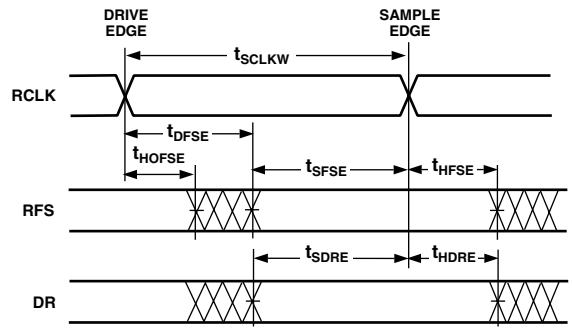 DRIVE EDGE
SAMPLE EDGE
tSCLKW
RCLK
tDFSE
tHOFSE
tSFSE
tHFSE
RFS
tSDRE
tHDRE
DR